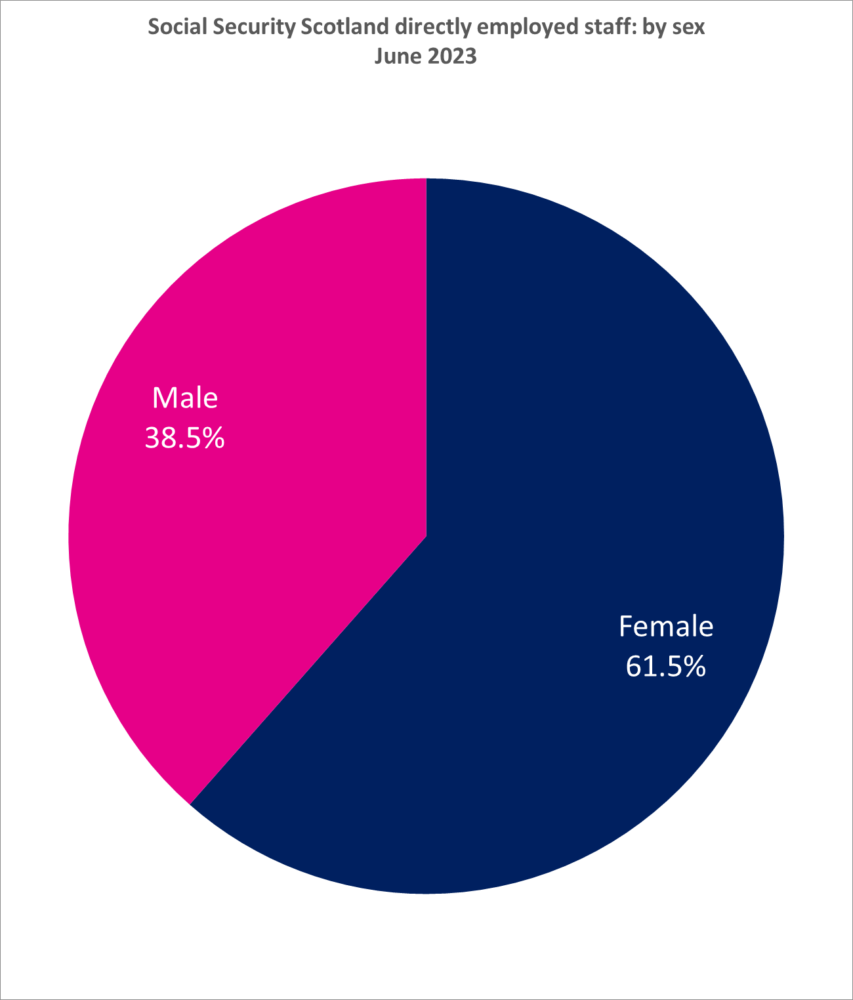 Social Security Scotland directly employed staff: by sex
June 2023
Male
38.5%
Female
61.5%